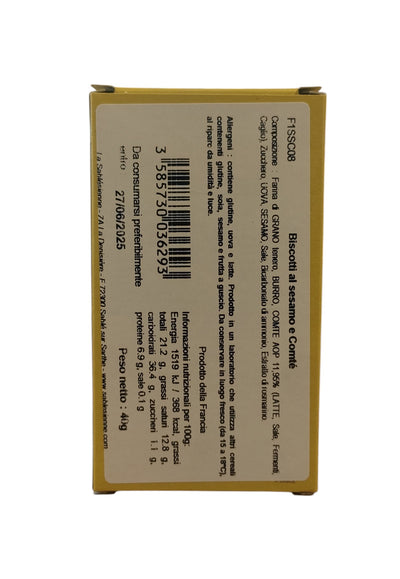 F1SSC08
Biscotti al sesamo e Comté
Composizione : Farina di GRANO tenero, BURRO, COMTE AOP 11,95% (LATTE, Sale, Fermenti,
Caglio), Zucchero, UOVA, SESAMO, Sale, Bicarbonato di ammonio, Estratto di rosmarino
Allergeni : contiene glutine, uova e latte. Prodotto in un laboratorio che utilizza altri cereali
contenenti glutine, soia, sesamo e frutta a guscio. Da conservare in luogo fresco (da 15 a 18°C),
al riparo da umidità e luce.
Prodotto della Francia
Informazioni nutrizionali per 100g:
Energia 1519 kJ / 368 kcal, grassi
totali 21.2 g, grassi saturi 12.8 g,
carboidrati 36.4 g, zuccheri 1.1 g,
proteine 6.9 g, sale 0.1 g
3 585730 036293
Da consumarsi preferibilmente
entro
27/06/2025
Peso netto : 40g
La Sablésienne - ZA La Denisière - F 72300 Sablé sur Sarthe - www.sablesienne.com